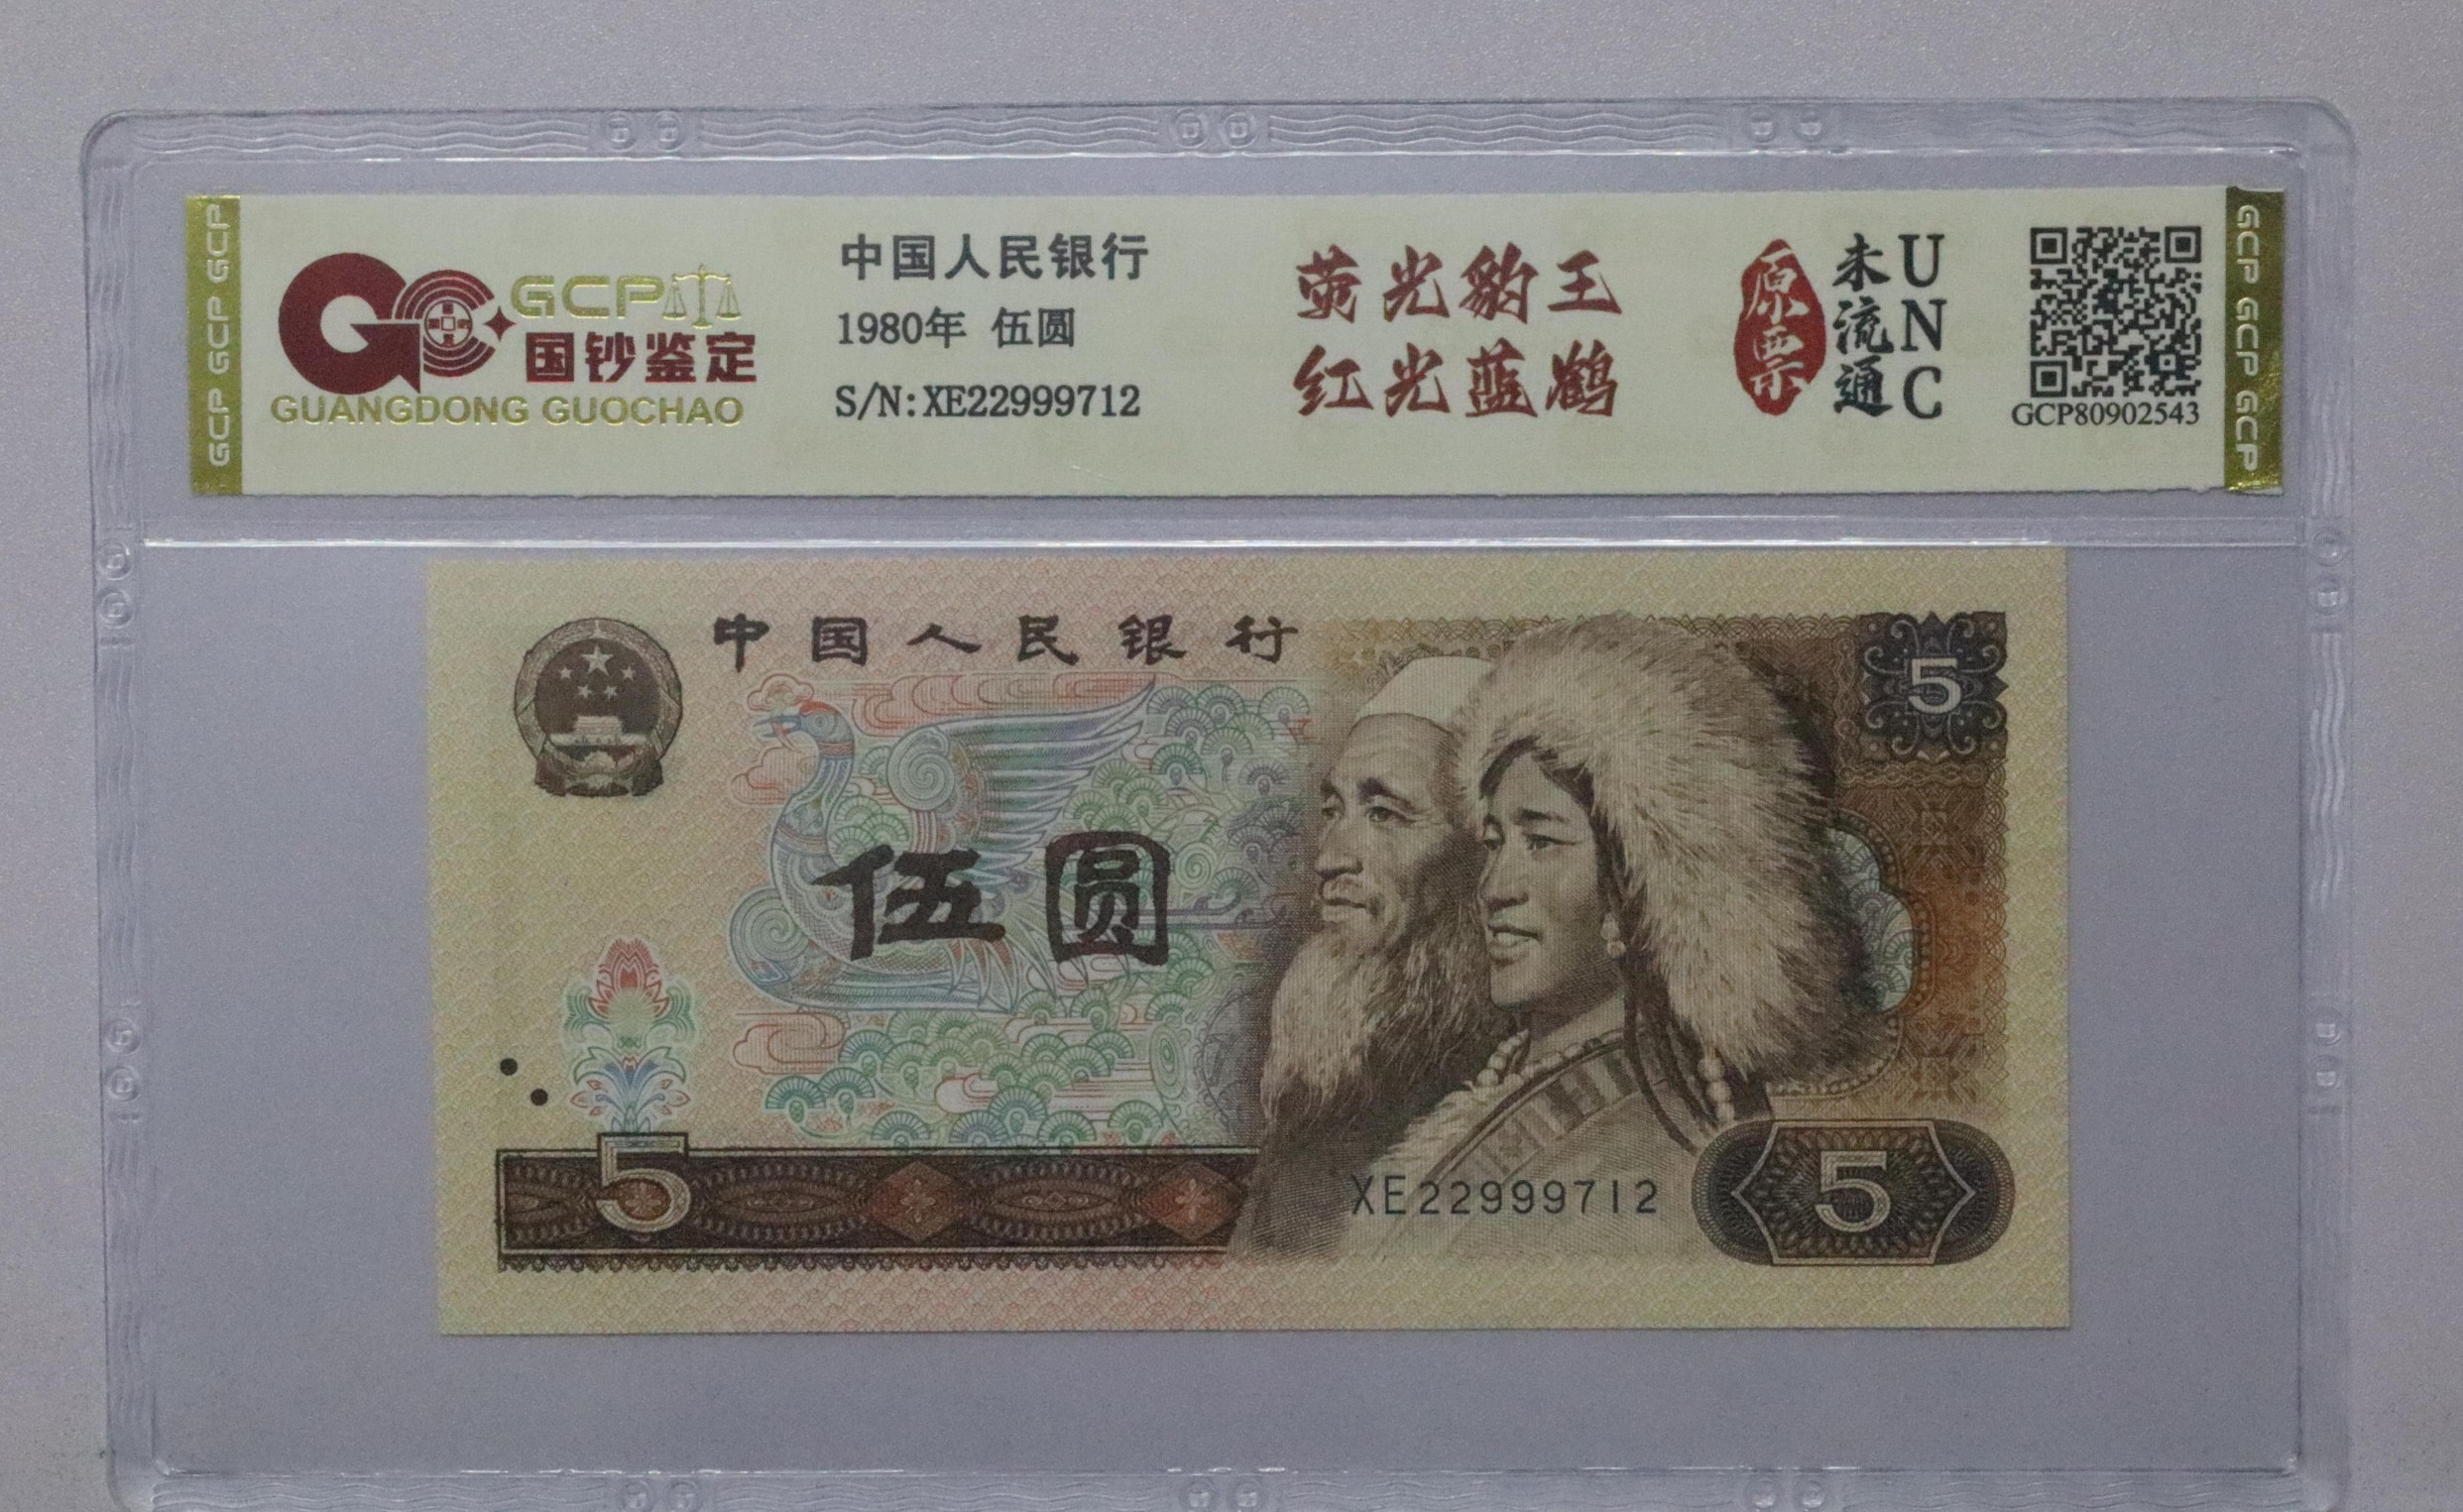 GCP GCP GCP
GCP
国钞鉴定
GUANGDONG GUOCHAO
中国人民银行
1980年 伍圆
S/N:XE22999712
荧光豹王
红光蓝鹤
原票
未流通
UNC
GCP80902543
GCP GCP GCP
中国人民银行
5
伍圆
5
XE22999712
5